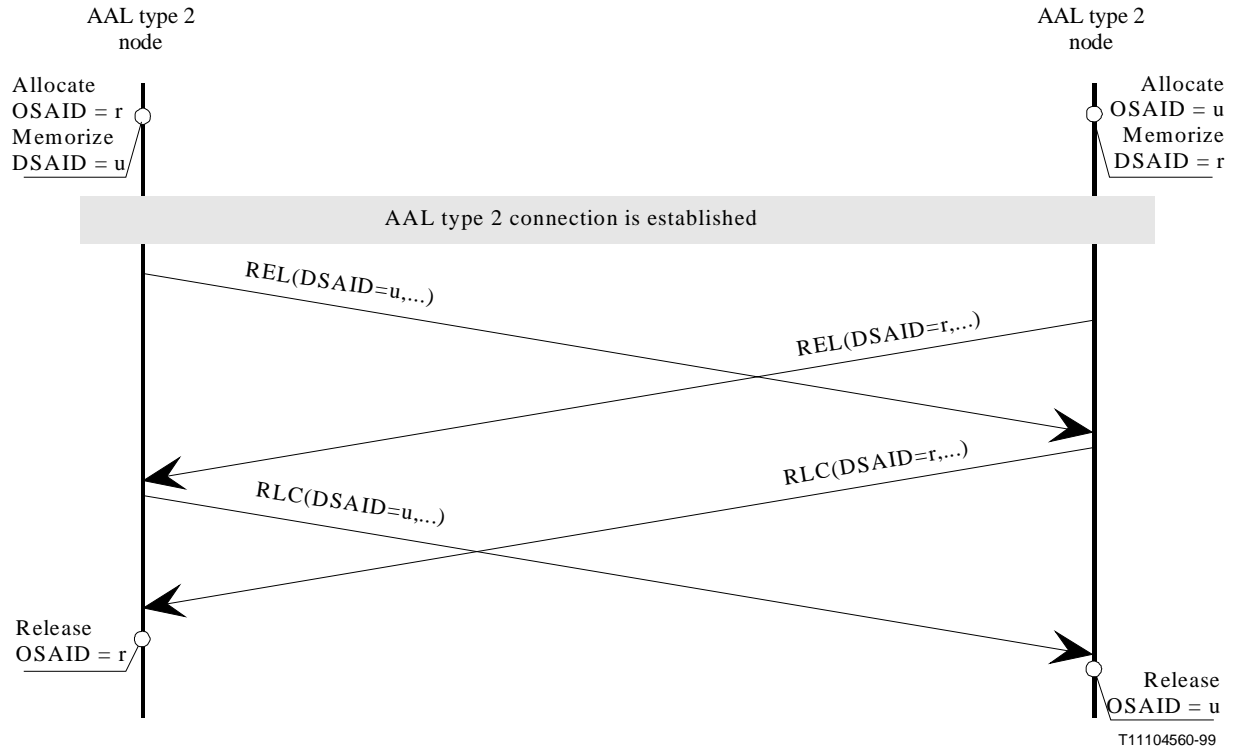 AAL type 2
node
AAL type 2
node
Allocate
OSAID = r
Memorize
DSAID = u
Allocate
OSAID = u
Memorize
DSAID = r
AAL type 2 connection is established
REL(DSAID=u,...)
REL(DSAID=r,...)
RLC(DSAID=r,...)
RLC(DSAID=u,...)
Release
OSAID = r
Release
OSAID = u
T11104560-99